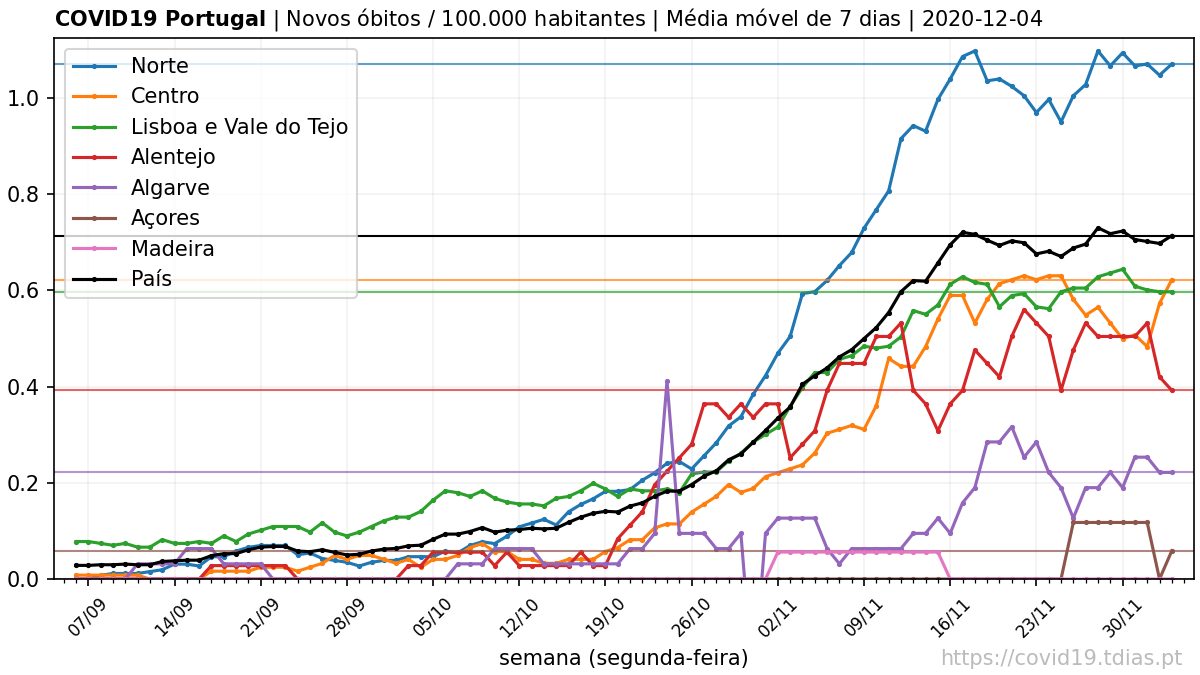 COVID19 Portugal | Novos óbitos / 100.000 habitantes | Média móvel de 7 dias | 2020-12-04
Norte
Centro
Lisboa e Vale do Tejo
Alentejo
Algarve
Açores
Madeira
País
1.0
0.8
0.6
0.4
0.2
0.0
07/09
14/09
21/09
28/09
05/10
12/10
19/10
26/10
02/11
09/11
16/11
23/11
30/11
semana (segunda-feira)
https://covid19.tdias.pt